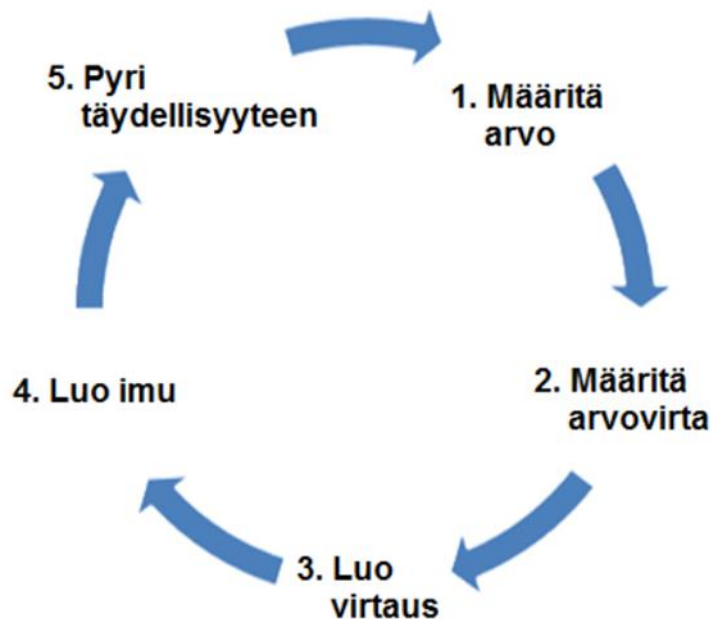 1. Määritä
arvo
2. Määritä
arvovirta
3. Luo
virtaus
4. Luo imu
5. Pyri
täydellisyyteen